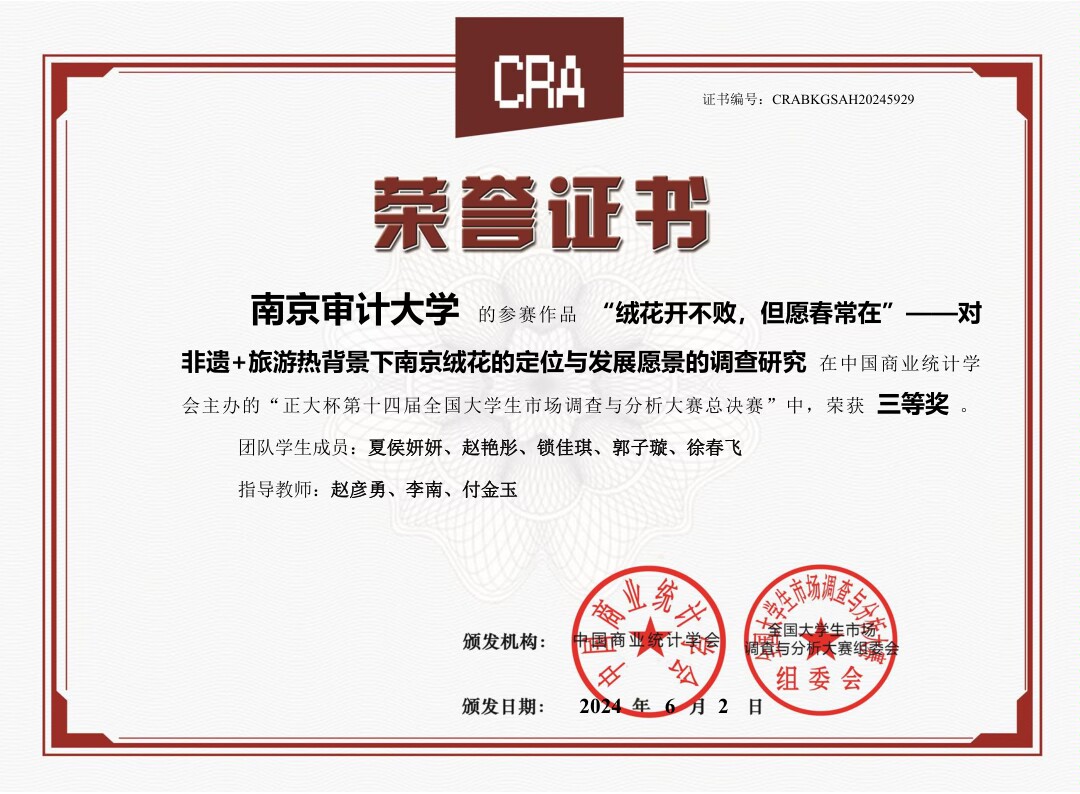 CRA
证书编号：CRABKGSAH20245929
荣誉证书
南京审计大学 的参赛作品 “绒花开不败，但愿春常在”——对
非遗+旅游热背景下南京绒花的定位与发展愿景的调查研究 在中国商业统计学
会主办的“正大杯第十四届全国大学生市场调查与分析大赛总决赛”中，荣获 三等奖 。
团队学生成员：夏侯妍妍、赵艳彤、锁佳琪、郭子璇、徐春飞
指导教师：赵彦勇、李南、付金玉
颁发机构： 中国商业统计学会
全国大学生市场
调查与分析大赛组委会
中国商业统计学会
全国大学生市场调查与分析大赛
组委会
颁发日期： 2024 年 6 月 2 日